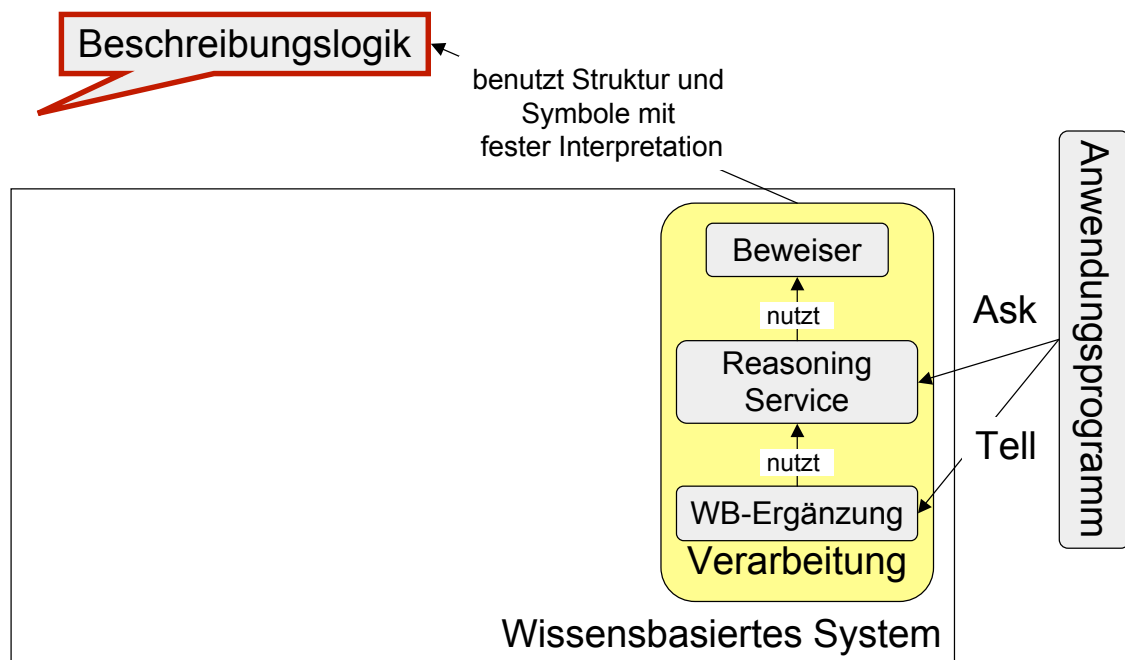 Beschreibungslogik
benutzt Struktur und
Symbole mit
fester Interpretation
Anwendungsprogramm
Beweiser
nutzt
Ask
Reasoning
Service
Tell
nutzt
WB-Ergänzung
Verarbeitung
Wissensbasiertes System